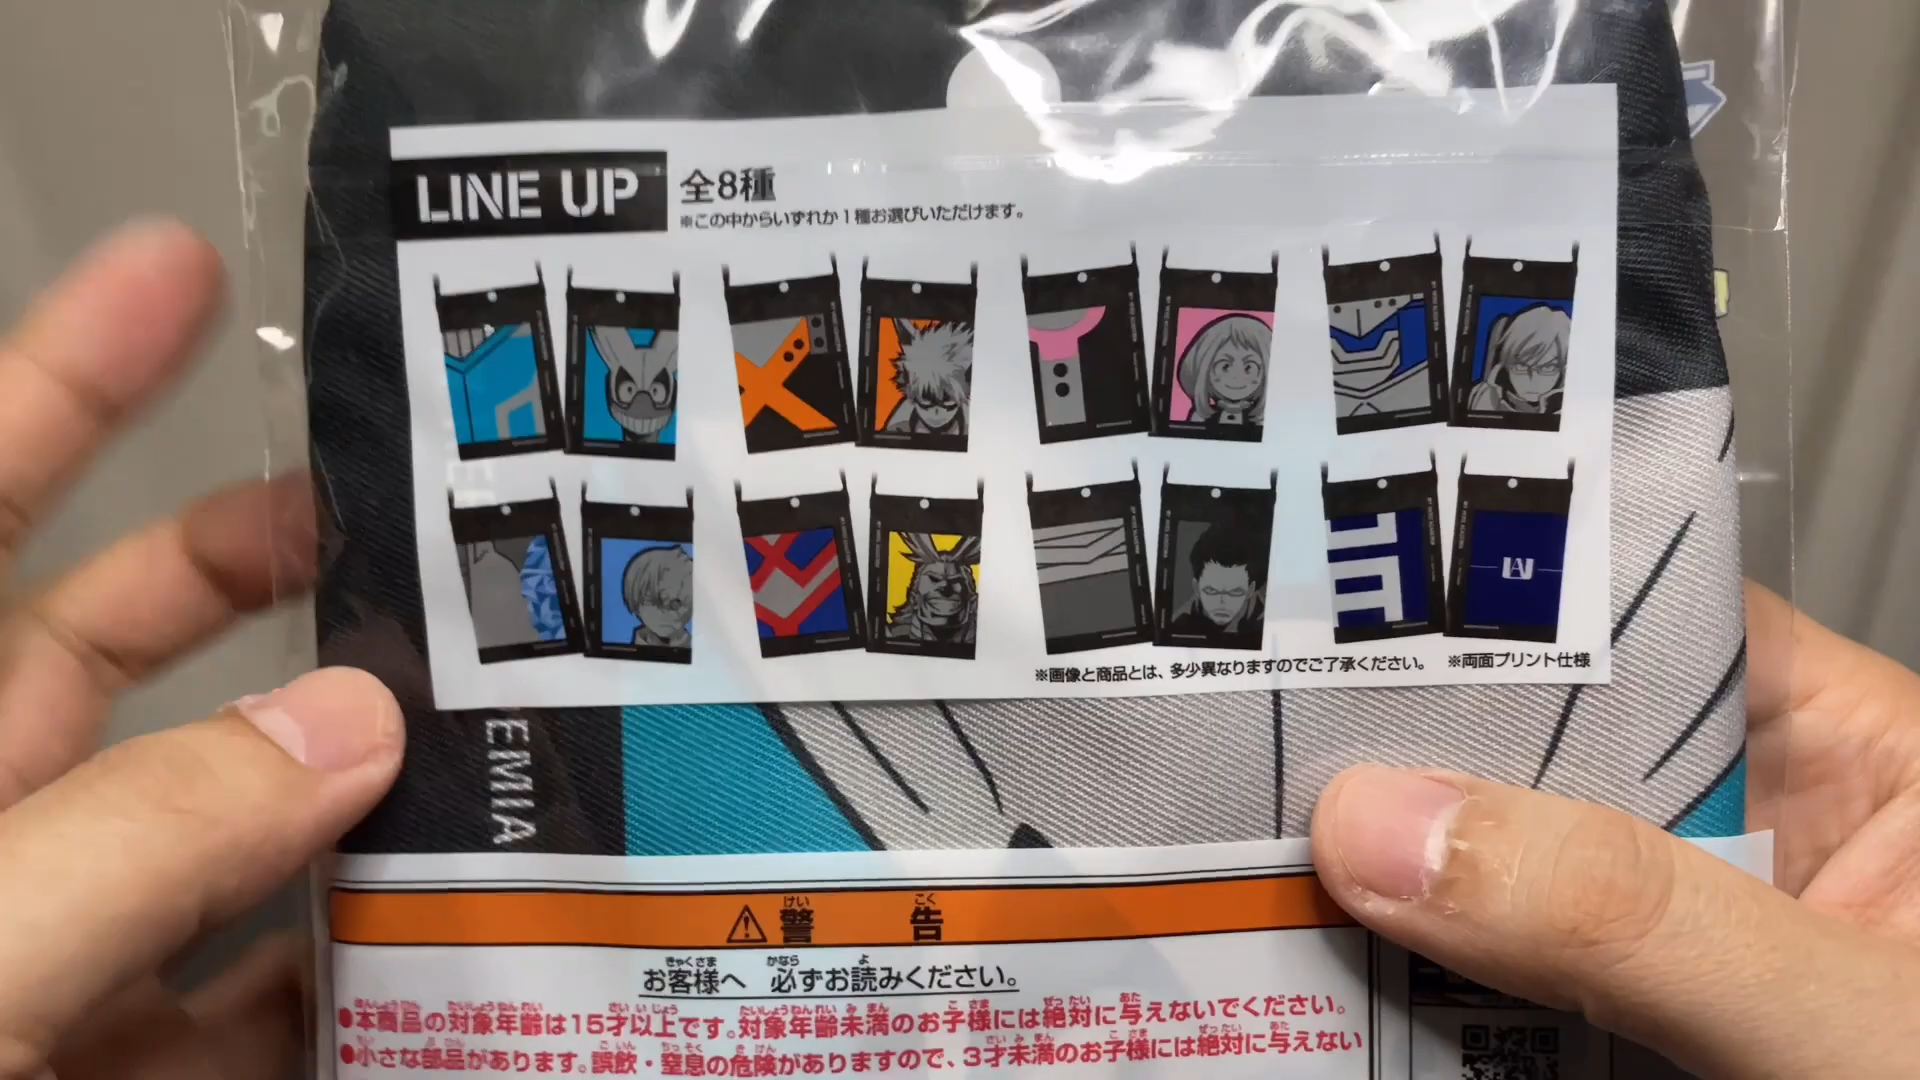 LINE UP
全8種
※この中からいずれか1種お選びいただけます。
※画像と商品とは、多少異なりますのでご了承ください。 ※両面プリント仕様
EMIA
⚠警告
お客様へ 必ずお読みください。
●本商品の対象年齢は15才以上です。対象年齢未満のお子様には絶対に与えないでください。
●小さな部品があります。誤飲・窒息の危険がありますので、3才未満のお子様には絶対に与えない